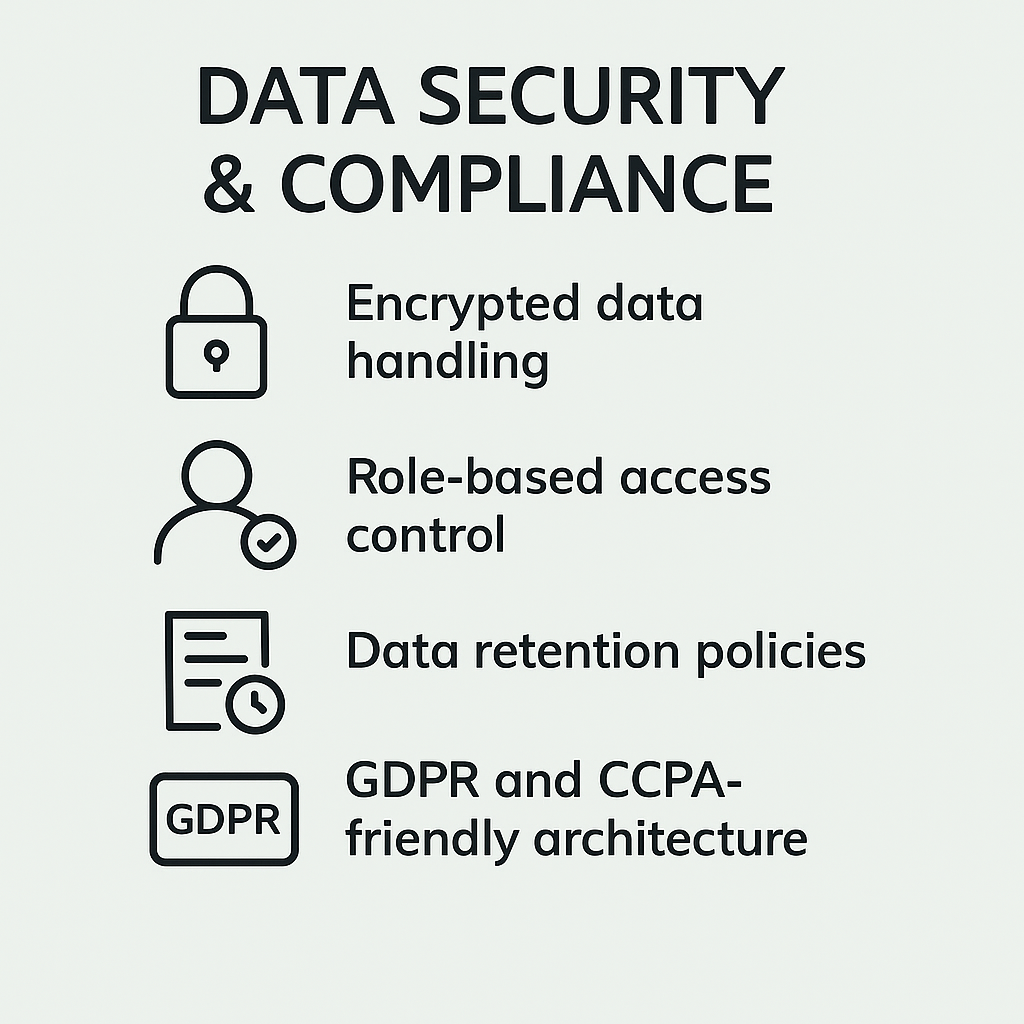 DATA SECURITY
& COMPLIANCE
Encrypted data
handling
Role-based access
control
Data retention policies
GDPR
GDPR and CCPA-
friendly architecture